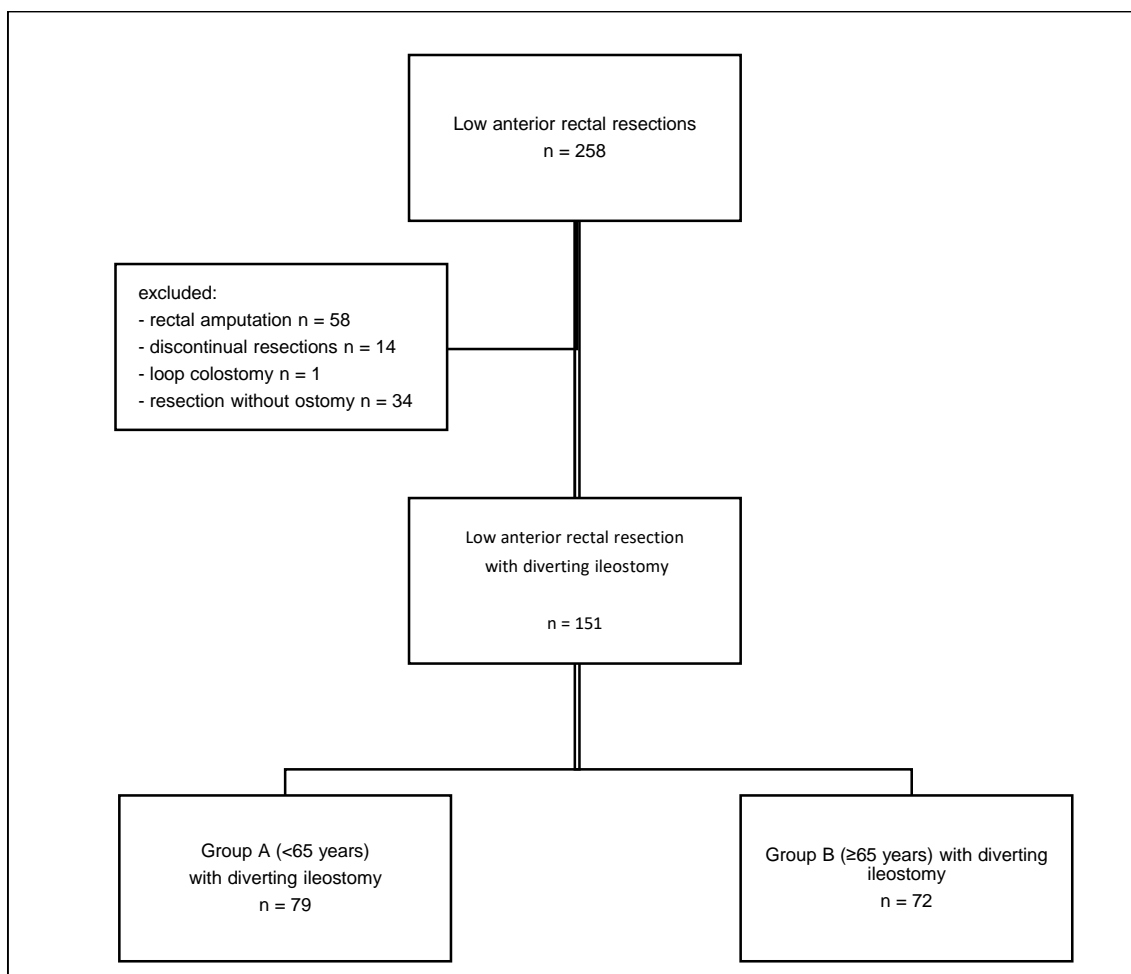 Low anterior rectal resections
n = 258
excluded:
- rectal amputation n = 58
- discontinual resections n = 14
- loop colostomy n = 1
- resection without ostomy n = 34
Low anterior rectal resection
with diverting ileostomy
n = 151
Group A (<65 years)
with diverting ileostomy
n = 79
Group B (≥65 years) with diverting
ileostomy
n = 72